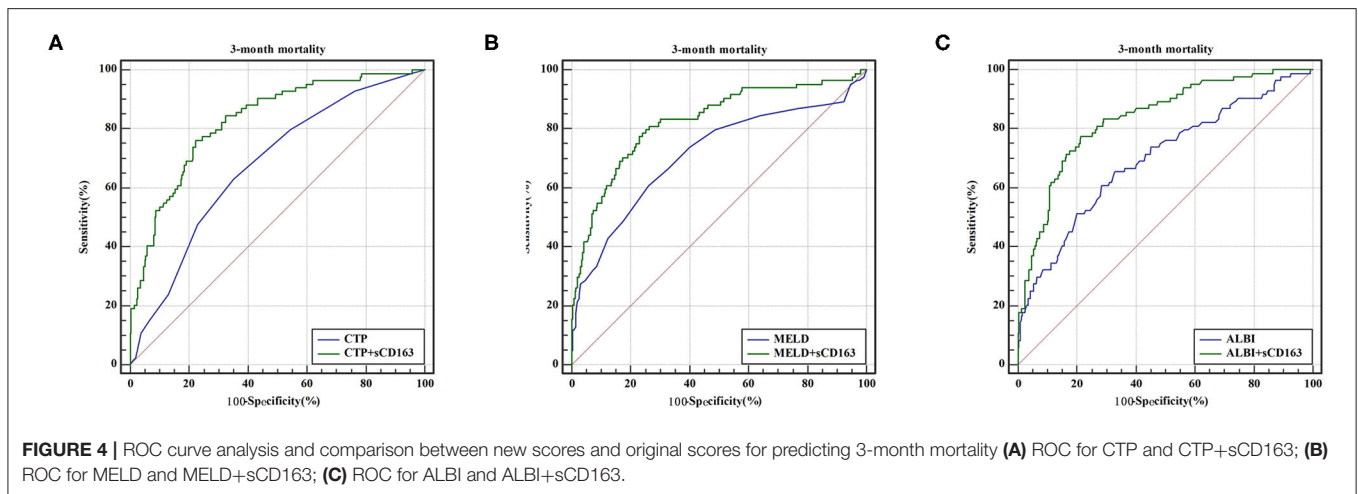 A
3-month mortality
100
80
60
40
20
0
Sensitivity(%)
CTP
CTP+sCD163
0 20 40 60 80 100
100-Specificity(%)
B
3-month mortality
100
80
60
40
20
0
Sensitivity(%)
MELD
MELD+sCD163
0 20 40 60 80 100
100-Specificity(%)
C
3-month mortality
100
80
60
40
20
0
Sensitivity(%)
ALBI
ALBI+sCD163
0 20 40 60 80 100
100-Specificity(%)
FIGURE 4 | ROC curve analysis and comparison between new scores and original scores for predicting 3-month mortality (A) ROC for CTP and CTP+sCD163; (B)
ROC for MELD and MELD+sCD163; (C) ROC for ALBI and ALBI+sCD163.